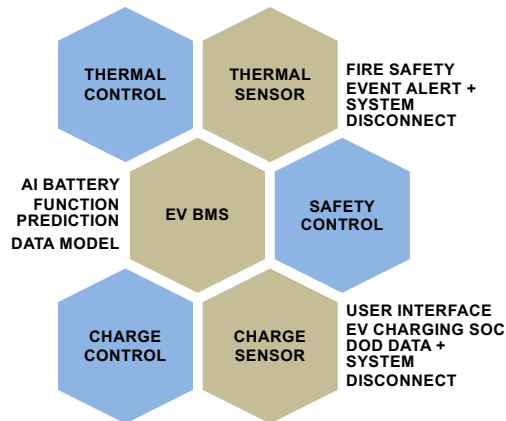 THERMAL
CONTROL
THERMAL
SENSOR
FIRE SAFETY
EVENT ALERT +
SYSTEM
DISCONNECT
AI BATTERY
FUNCTION
PREDICTION
DATA MODEL
EV BMS
SAFETY
CONTROL
CHARGE
CONTROL
CHARGE
SENSOR
USER INTERFACE
EV CHARGING SOC
DOD DATA +
SYSTEM
DISCONNECT